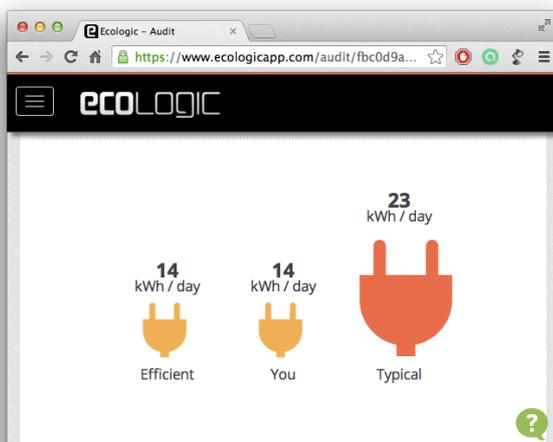 Ecologic – Audit
https://www.ecologicapp.com/audit/fbc0d9a...
ecoLogic
23
kWh / day
14
kWh / day
14
kWh / day
Efficient
You
Typical
?